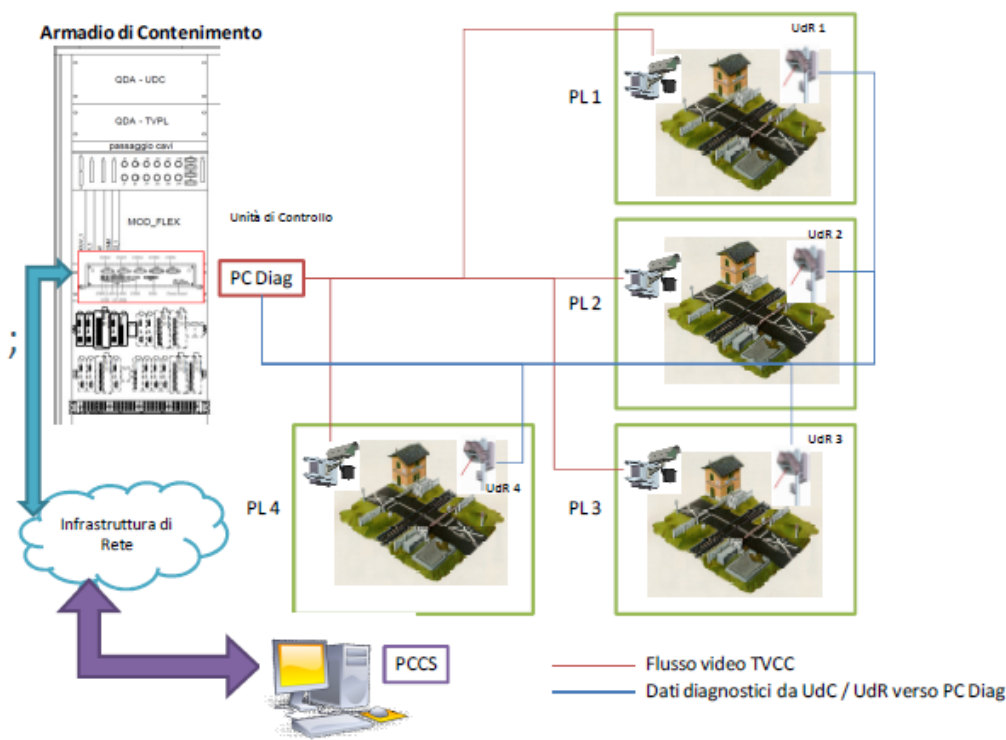 Armadio di Contenimento
QDA - UDC
QDA - TVPL
passaggio cavi
MOD_FLEX
Unità di Controllo
PC Diag
;
PL 1
UdR 1
PL 2
UdR 2
PL 3
UdR 3
PL 4
UdR 4
Infrastruttura di
Rete
PCCS
Flusso video TVCC
Dati diagnostici da UdC / UdR verso PC Diag